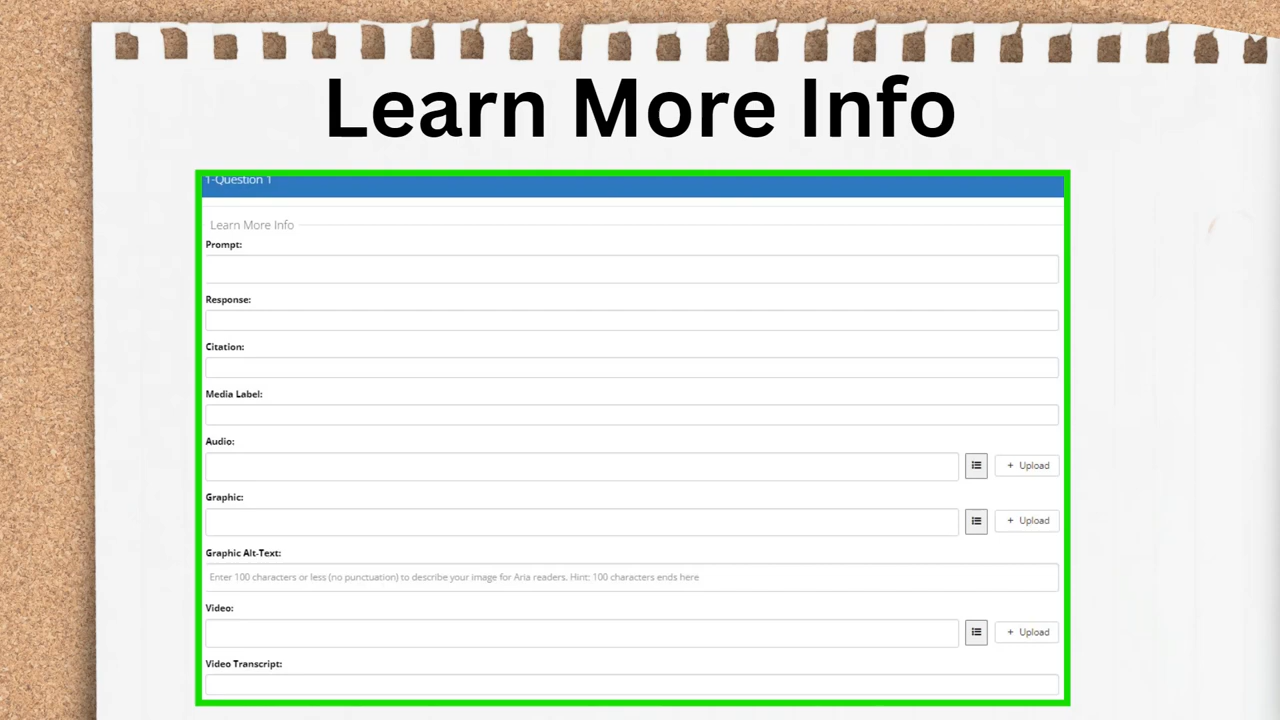 Learn More Info
1-Question 1
Learn More Info
Prompt:
Response:
Citation:
Media Label:
Audio:
+ Upload
Graphic:
+ Upload
Graphic Alt-Text:
Enter 100 characters or less (no punctuation) to describe your image for Aria readers. Hint: 100 characters ends here
Video:
+ Upload
Video Transcript: